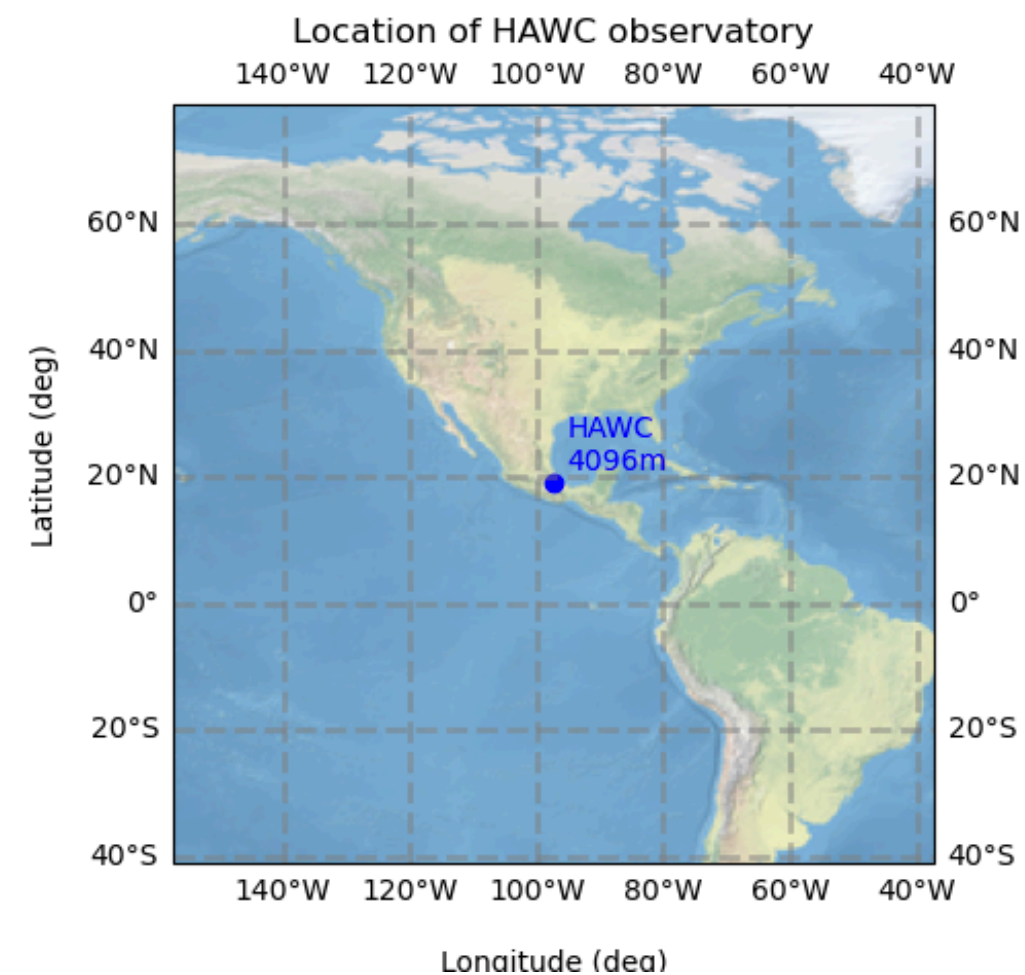 Location of HAWC observatory
140°W 120°W 100°W 80°W 60°W 40°W
60°N 60°N
40°N 40°N
HAWC
4096m
20°N 20°N
Latitude (deg)
0° 0°
20°S 20°S
40°S 40°S
140°W 120°W 100°W 80°W 60°W 40°W
Longitude (deg)